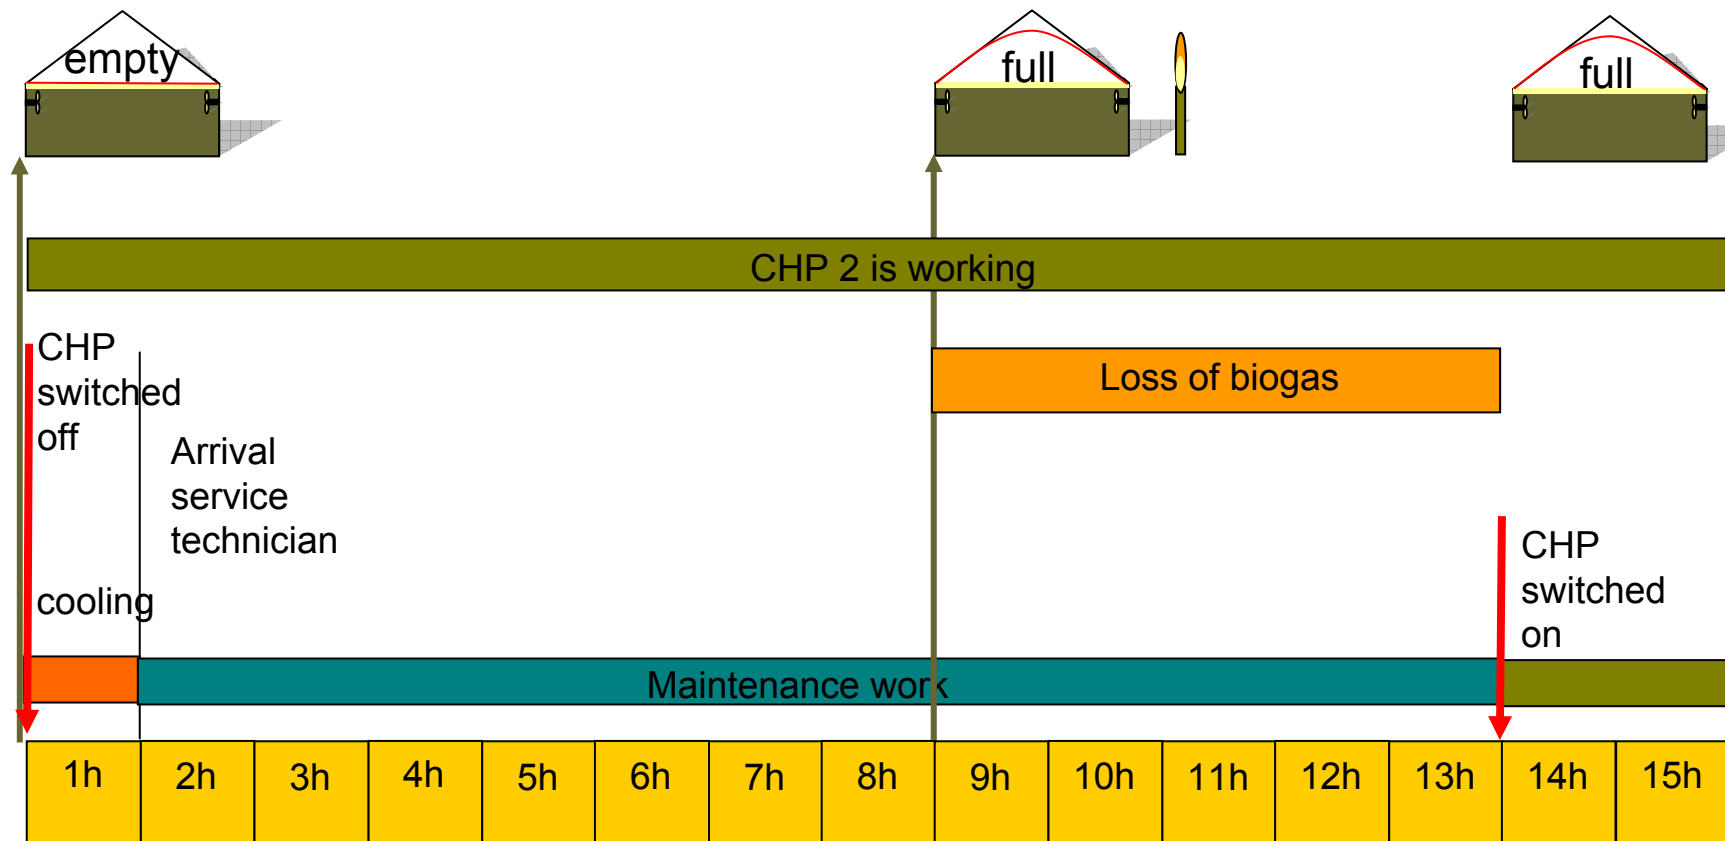 empty
full
full
CHP 2 is working
CHP
switched
off
Loss of biogas
Arrival
service
technician
cooling
CHP
switched
on
Maintenance work
1h
2h
3h
4h
5h
6h
7h
8h
9h
10h
11h
12h
13h
14h
15h